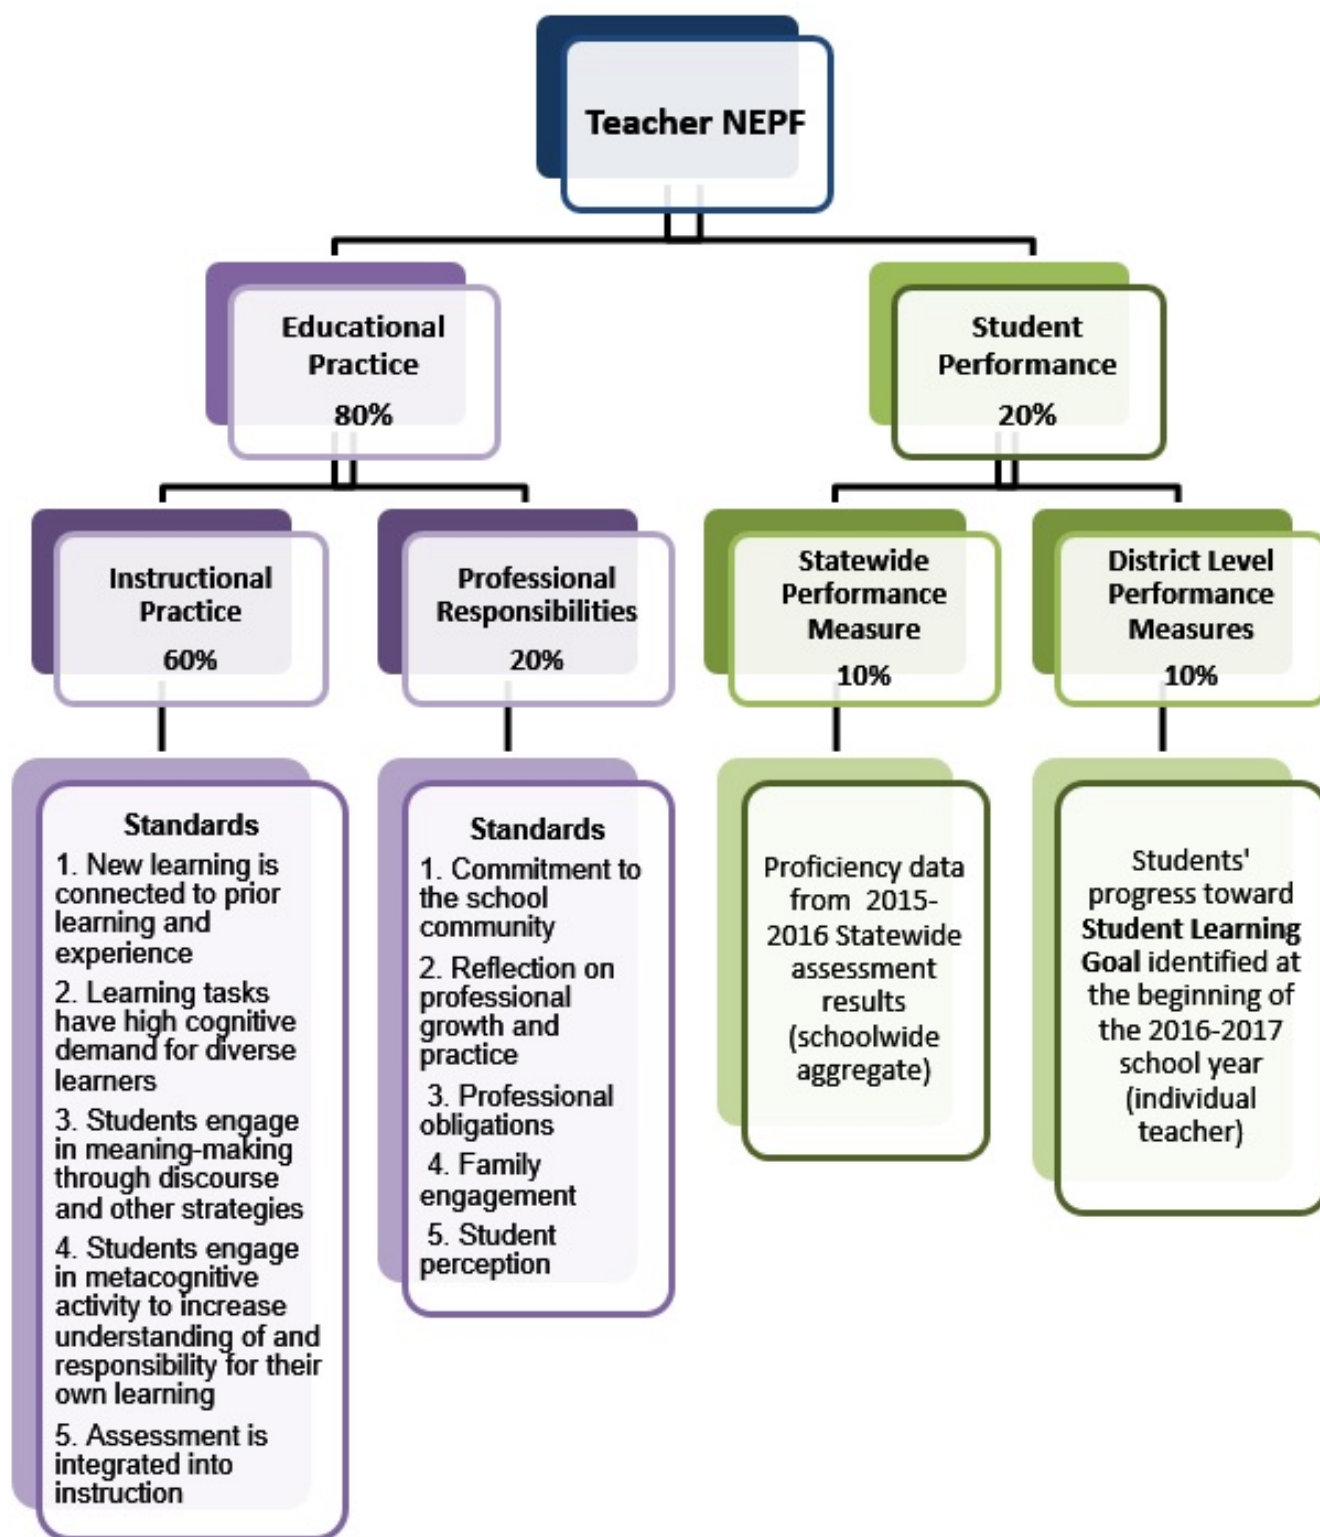 Teacher NEPF
Educational
Practice
80%
Student
Performance
20%
Instructional
Practice
60%
Professional
Responsibilities
20%
Statewide
Performance
Measure
10%
District Level
Performance
Measures
10%
Standards
1. New learning is
connected to prior
learning and
experience
2. Learning tasks
have high cognitive
demand for diverse
learners
3. Students engage
in meaning-making
through discourse
and other strategies
4. Students engage
in metacognitive
activity to increase
understanding of and
responsibility for their
own learning
5. Assessment is
integrated into
instruction
Standards
1. Commitment to
the school
community
2. Reflection on
professional
growth and
practice
3. Professional
obligations
4. Family
engagement
5. Student
perception
Proficiency data
from 2015-
2016 Statewide
assessment
results
(schoolwide
aggregate)
Students'
progress toward
Student Learning
Goal identified at
the beginning of
the 2016-2017
school year
(individual
teacher)